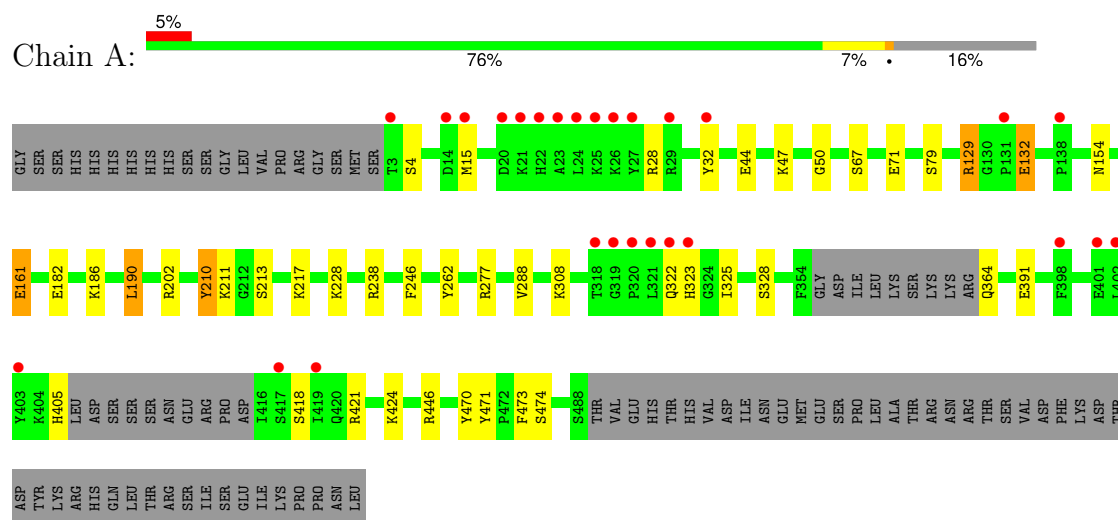 5%
Chain A:
76% 7% • 16%
GLY SER SER HIS HIS HIS HIS HIS HIS SER SER GLY LEU VAL PRO ARG GLY SER MET SER T3 S4 D14 M15 D20 K21 H22 A23 L24 K25 K26 Y27 R28 R29 Y32 E44 K47 G50 S67 E71 S79 R129 G130 P131 E132 P138 N154
E161 E182 K186 L190 R202 Y210 K211 G212 S213 K217 K228 R238 F246 Y262 R277 V288 K308 T318 G319 P320 L321 Q322 H323 G324 I325 S328 F354 GLY ASP ILE LEU LYS SER LYS LYS ARG Q364 E391 F398 E401 L402
Y403 K404 H405 LEU ASP SER SER SER ASN GLU ARG PRO ASP I416 S417 S418 I419 Q420 R421 K424 R446 Y470 Y471 P472 F473 S474 S488 THR VAL GLU HIS THR HIS VAL ASP ILE ASN GLU MET GLU SER PRO LEU ALA THR ARG ASN ARG THR SER VAL ASP PHE LYS ASP TYR
ASP TYR LYS ARG HIS GLN LEU THR ARG SER ILE SER GLU ILE LYS PRO PRO ASN LEU